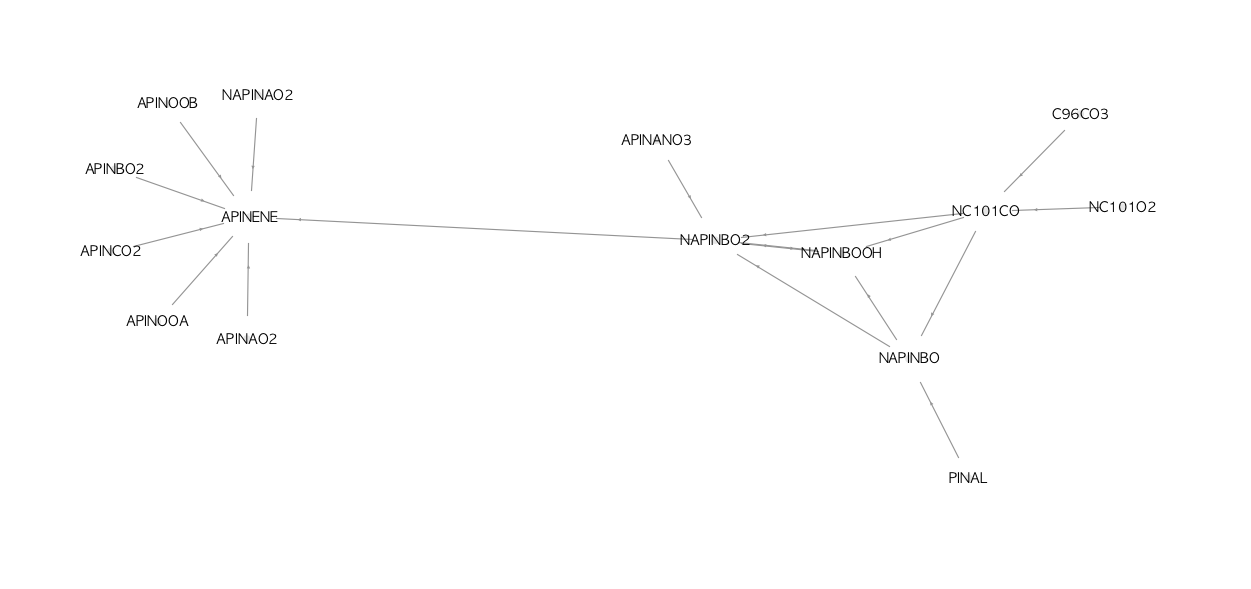 NAPINAO2
APINOOB
C96CO3
APINANO3
APINBO2
NC101O2
NC101CO
APINENE
NAPINBO2
APINCO2
NAPINBOOH
APINOOA
APINAO2
NAPINBO
PINAL